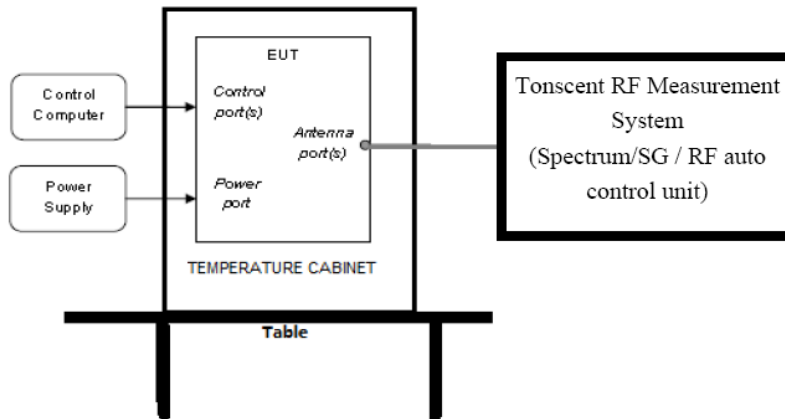 EUT
Control
Computer
Control
port(s)
Antenna
port(s)
Power
Supply
Power
port
TEMPERATURE CABINET
Table
Tonscent RF Measurement
System
(Spectrum/SG / RF auto
control unit)